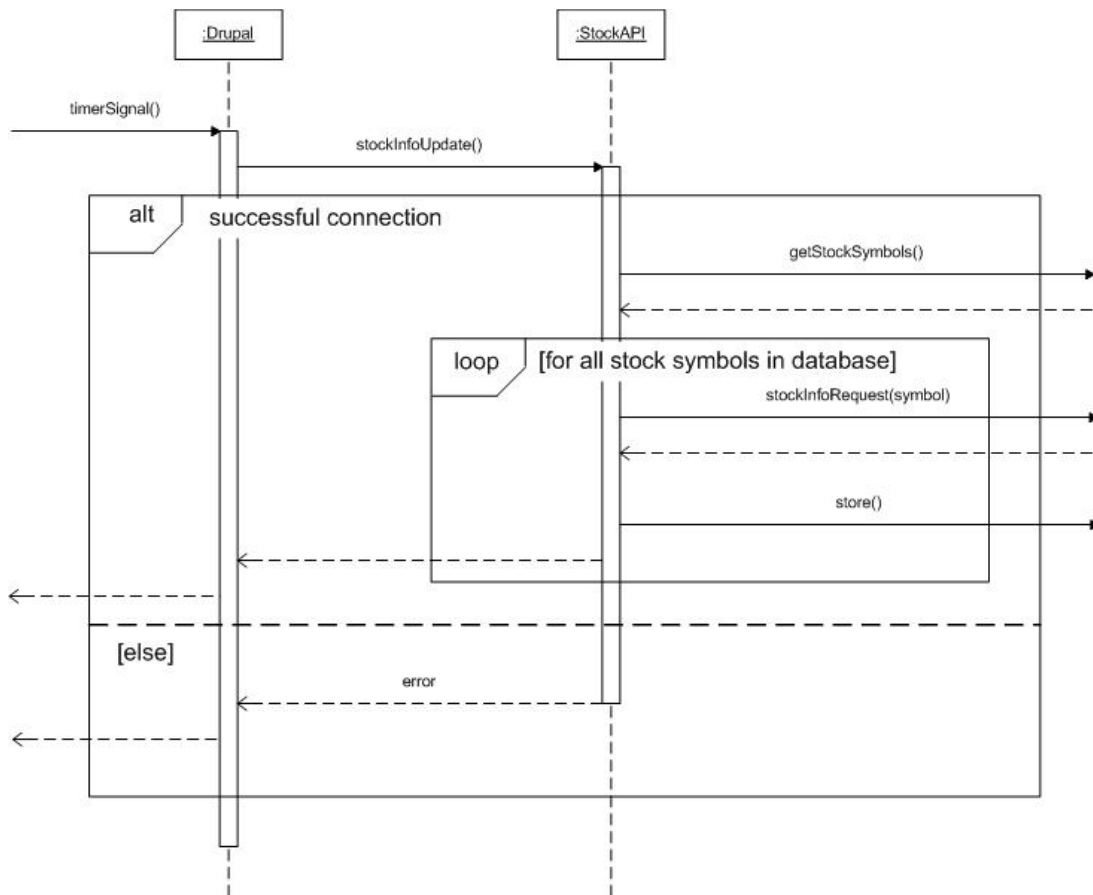 :Drupal
:StockAPI
timerSignal()
stockInfoUpdate()
alt
successful connection
getStockSymbols()
loop
[for all stock symbols in database]
stockInfoRequest(symbol)
store()
[else]
error